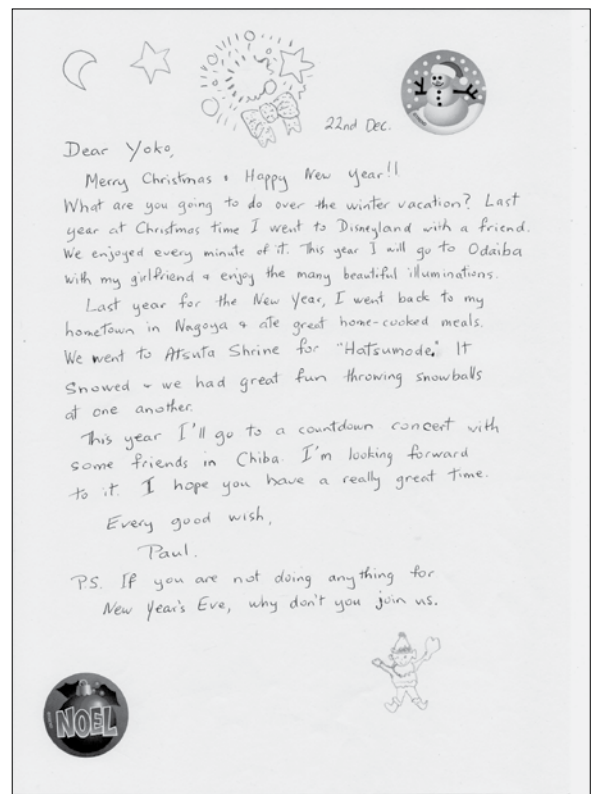 22nd Dec.
Dear Yoko,
Merry Christmas & Happy New Year!!
What are you going to do over the winter vacation? Last
year at Christmas time I went to Disneyland with a friend.
We enjoyed every minute of it. This year I will go to Odaiba
with my girlfriend & enjoy the many beautiful illuminations.
Last year for the New Year, I went back to my
hometown in Nagoya & ate great home-cooked meals.
We went to Atsuta Shrine for "Hatsumode." It
Snowed & we had great fun throwing snowballs
at one another.
This year I'll go to a countdown concert with
some friends in Chiba. I'm looking forward
to it. I hope you have a really great time.
Every good wish,
Paul.
P.S. If you are not doing anything for
New Year's Eve, why don't you join us.
NOEL